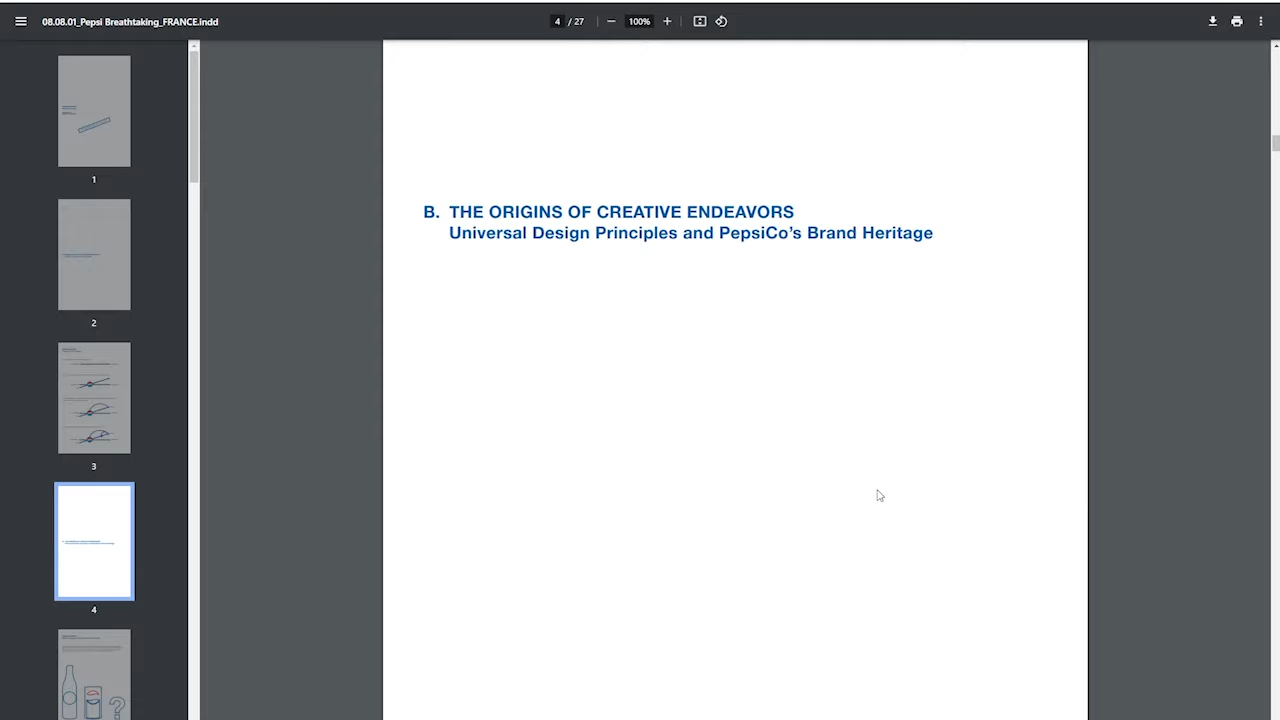 08.08.01_Pepsi Breathtaking_FRANCE.indd
4 / 27
100%
1
2
3
4
B. THE ORIGINS OF CREATIVE ENDEAVORS
Universal Design Principles and PepsiCo’s Brand Heritage